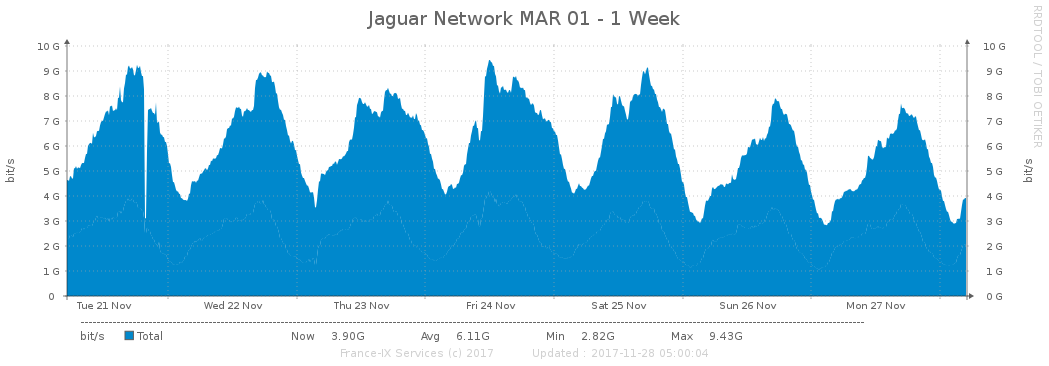 Jaguar Network MAR 01 - 1 Week
RRDTOOL / TOBI OETIKER
10 G 10 G
9 G 9 G
8 G 8 G
7 G 7 G
6 G 6 G
5 G 5 G
4 G 4 G
3 G 3 G
2 G 2 G
1 G 1 G
0 0 G
bit/s bit/s
Tue 21 Nov Wed 22 Nov Thu 23 Nov Fri 24 Nov Sat 25 Nov Sun 26 Nov Mon 27 Nov
bit/s Total Now 3.90G Avg 6.11G Min 2.82G Max 9.43G
France-IX Services (c) 2017 Updated : 2017-11-28 05:00:04